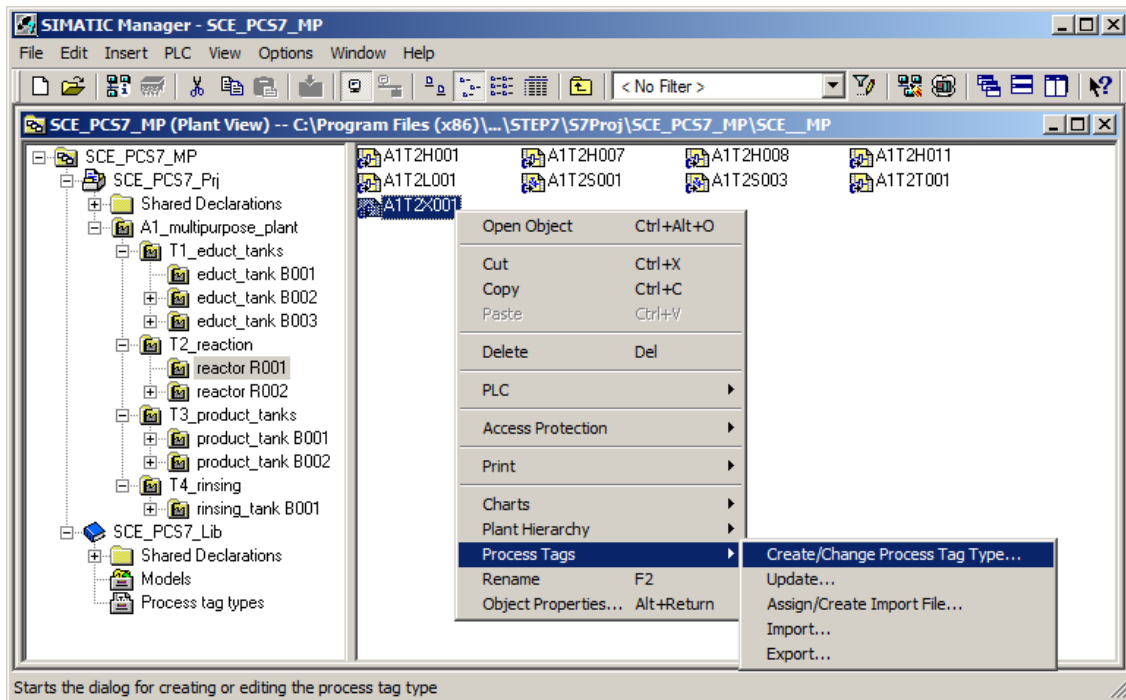 SIMATIC Manager - SCE_PCS7_MP
File Edit Insert PLC View Options Window Help
< No Filter >
SCE_PCS7_MP (Plant View) -- C:\Program Files (x86)\...\STEP7\S7Proj\SCE_PCS7_MP\SCE__MP
SCE_PCS7_MP
SCE_PCS7_Prj
Shared Declarations
A1_multipurpose_plant
T1_educt_tanks
educt_tank B001
educt_tank B002
educt_tank B003
T2_reaction
reactor R001
reactor R002
T3_product_tanks
product_tank B001
product_tank B002
T4_rinsing
rinsing_tank B001
SCE_PCS7_Lib
Shared Declarations
Models
Process tag types
A1T2H001 A1T2H007 A1T2H008 A1T2H011
A1T2L001 A1T2S001 A1T2S003 A1T2T001
A1T2X001
Open Object Ctrl+Alt+O
Cut Ctrl+X
Copy Ctrl+C
Paste Ctrl+V
Delete Del
PLC
Access Protection
Print
Charts
Plant Hierarchy
Process Tags
Rename F2
Object Properties... Alt+Return
Create/Change Process Tag Type...
Update...
Assign/Create Import File...
Import...
Export...
Starts the dialog for creating or editing the process tag type